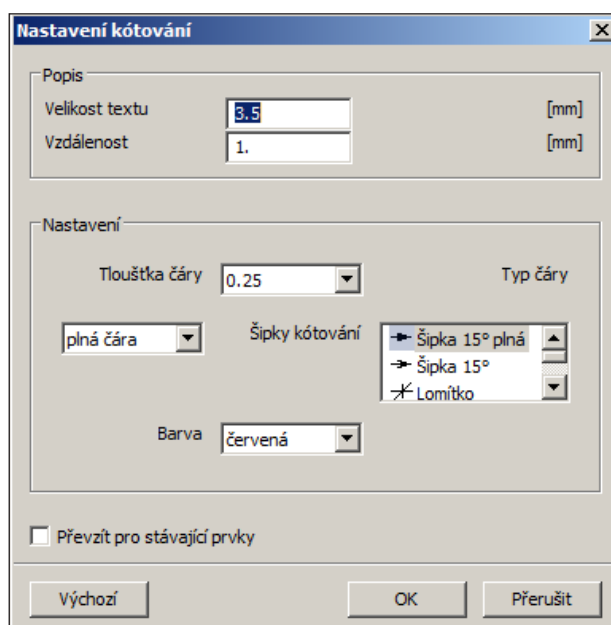 Nastavení kótování
Popis
Velikost textu 3.5 [mm]
Vzdálenost 1. [mm]
Nastavení
Tloušťka čáry 0.25 Typ čáry
plná čára Šipky kótování Šipka 15° plná
Šipka 15°
Lomítko
Barva červená
Převzít pro stávající prvky
Výchozí OK Přerušit